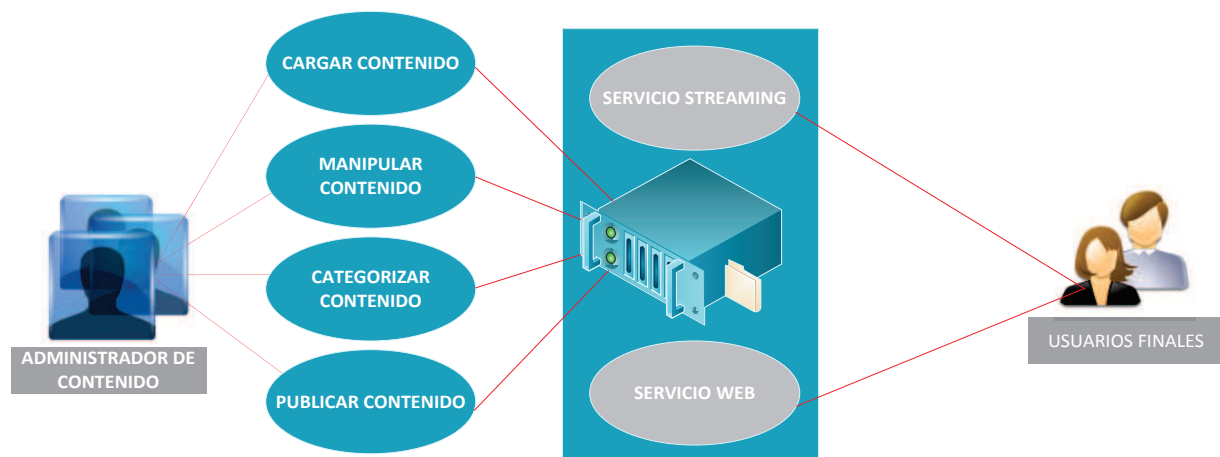 CARGAR CONTENIDO
MANIPULAR
CONTENIDO
CATEGORIZAR
CONTENIDO
PUBLICAR CONTENIDO
ADMINISTRADOR DE
CONTENIDO
SERVICIO STREAMING
SERVICIO WEB
USUARIOS FINALES